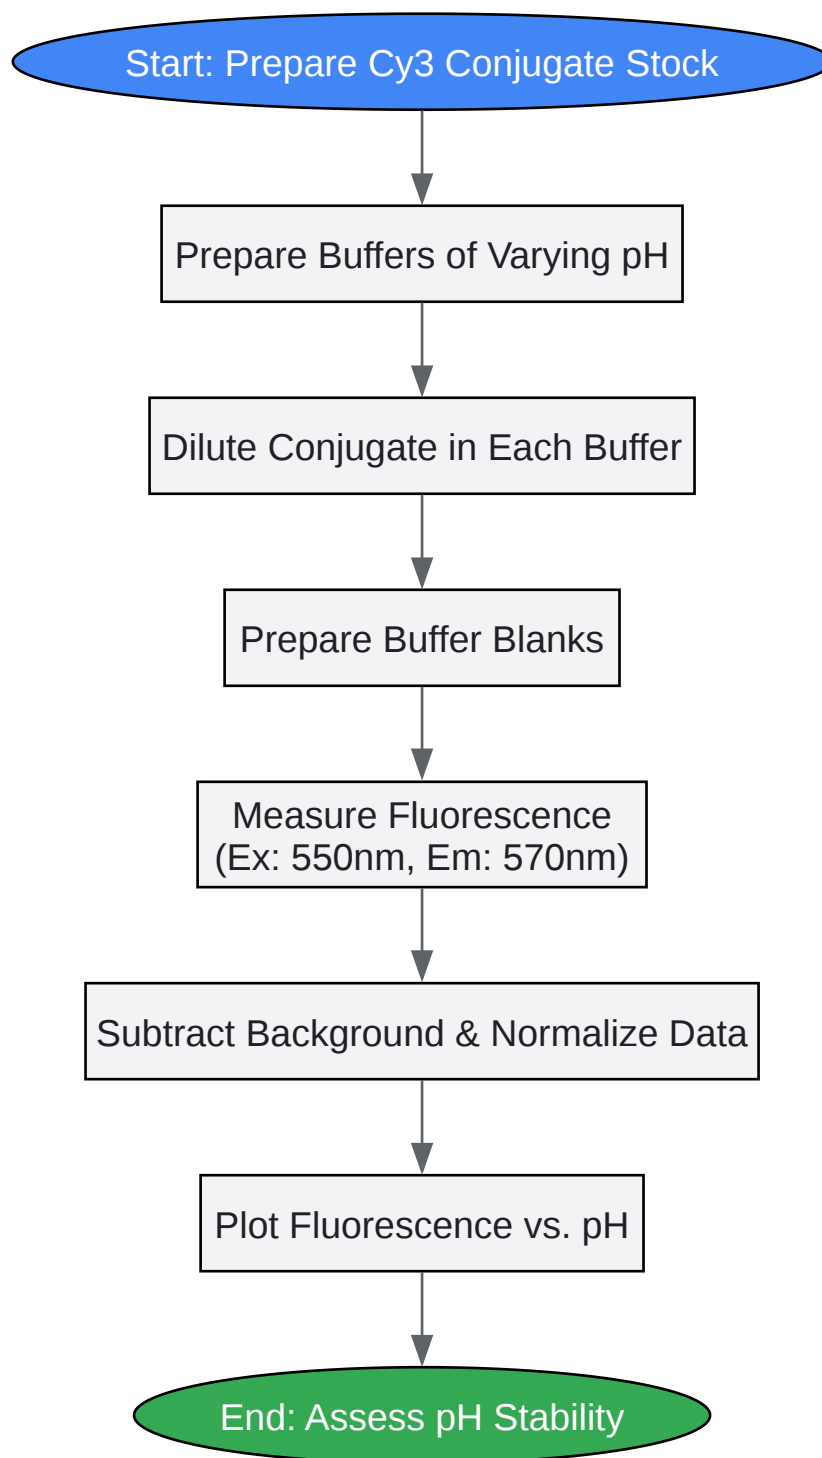 Start: Prepare Cy3 Conjugate Stock
Prepare Buffers of Varying pH
Dilute Conjugate in Each Buffer
Prepare Buffer Blanks
Measure Fluorescence
(Ex: 550nm, Em: 570nm)
Subtract Background & Normalize Data
Plot Fluorescence vs. pH
End: Assess pH Stability